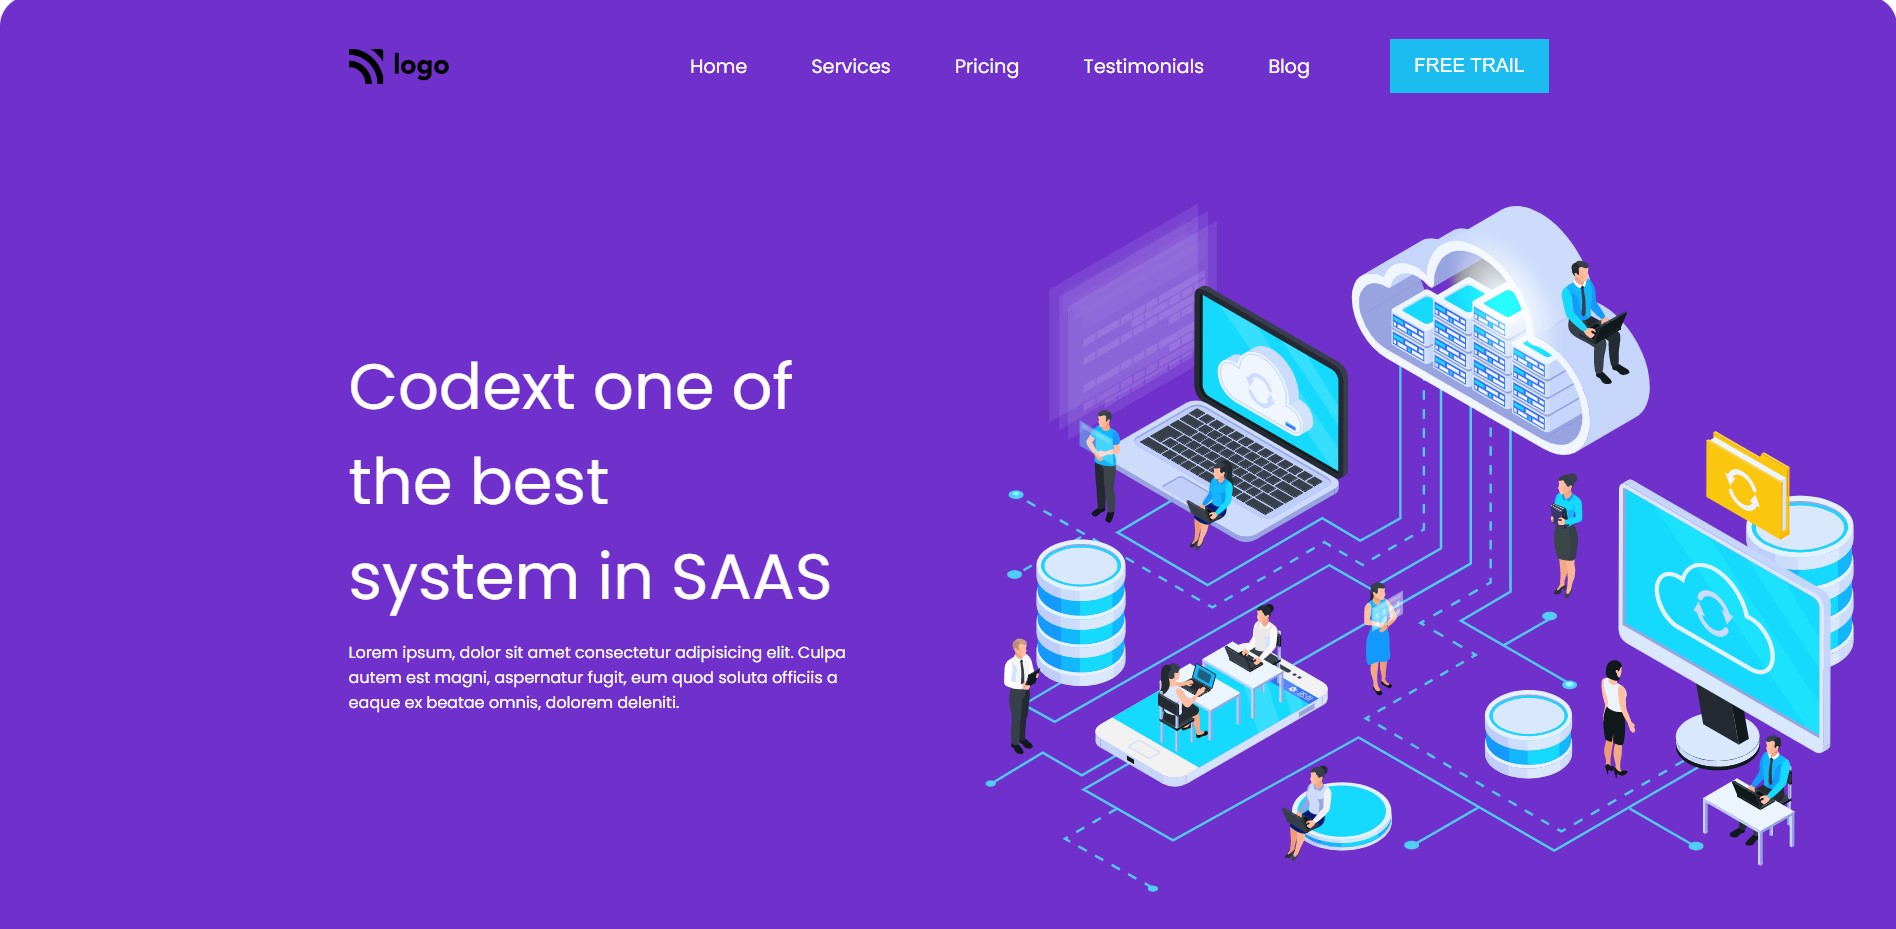 logo
Home
Services
Pricing
Testimonials
Blog
FREE TRAIL
Codext one of
the best
system in SAAS
Lorem ipsum, dolor sit amet consectetur adipisicing elit. Culpa
autem est magni, aspernatur fugit, eum quod soluta officiis a
eaque ex beatae omnis, dolorem deleniti.